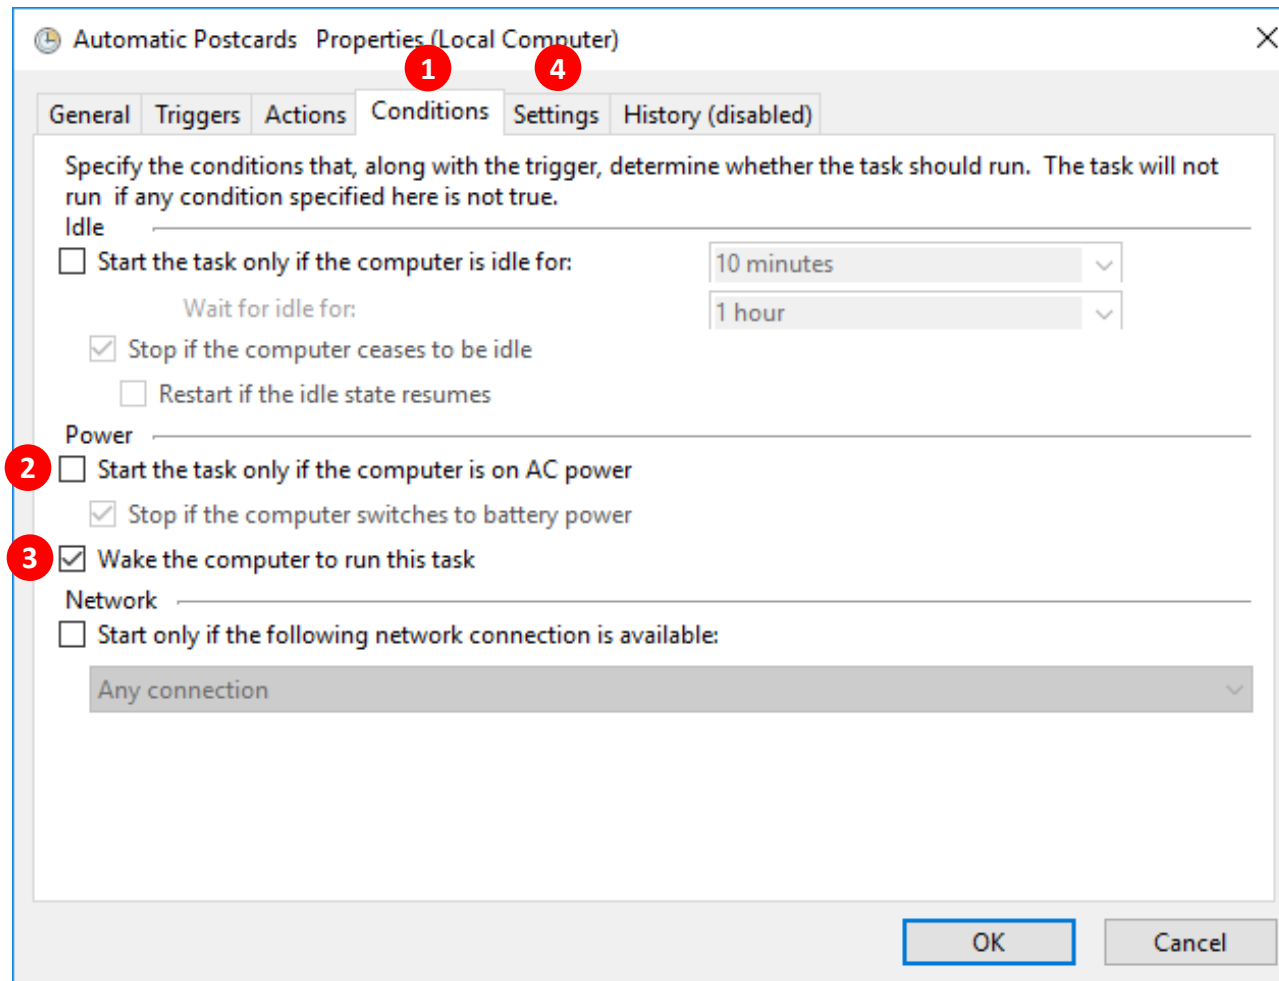 Automatic Postcards   Properties (Local Computer)
1
4
General
Triggers
Actions
Conditions
Settings
History (disabled)
Specify the conditions that, along with the trigger, determine whether the task should run.  The task will not
run  if any condition specified here is not true.
Idle
Start the task only if the computer is idle for:
10 minutes
Wait for idle for:
1 hour
Stop if the computer ceases to be idle
Restart if the idle state resumes
Power
2
Start the task only if the computer is on AC power
Stop if the computer switches to battery power
3
Wake the computer to run this task
Network
Start only if the following network connection is available:
Any connection
OK
Cancel